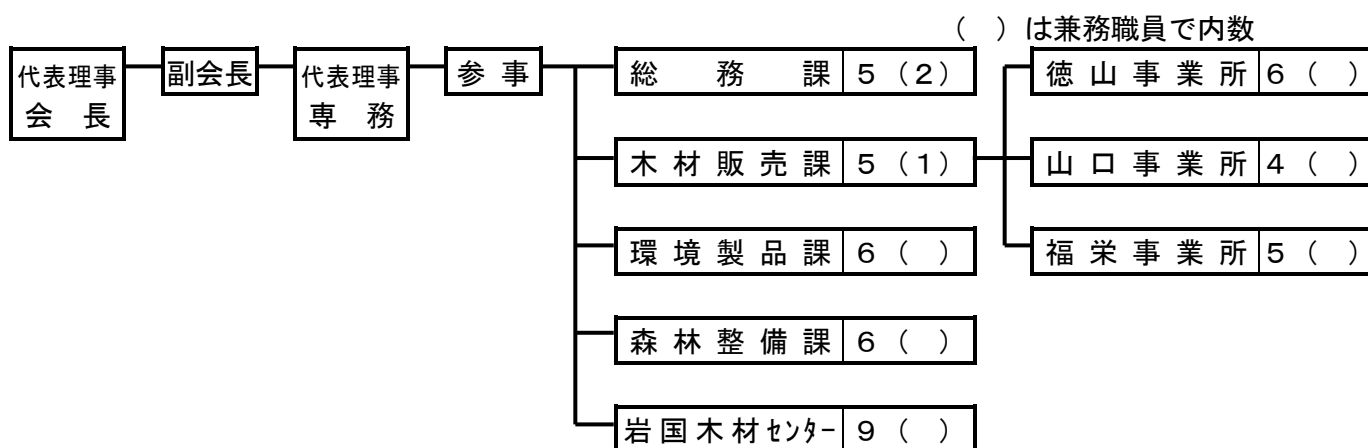 （　）は兼務職員で内数
代表理事
会　長
副会長
代表理事
専　務
参　事
総務課 ５（２）
徳山事業所 ６（　）
木材販売課 ５（１）
山口事業所 ４（　）
環境製品課 ６（　）
福栄事業所 ５（　）
森林整備課 ６（　）
岩国木材ｾﾝﾀｰ ９（　）